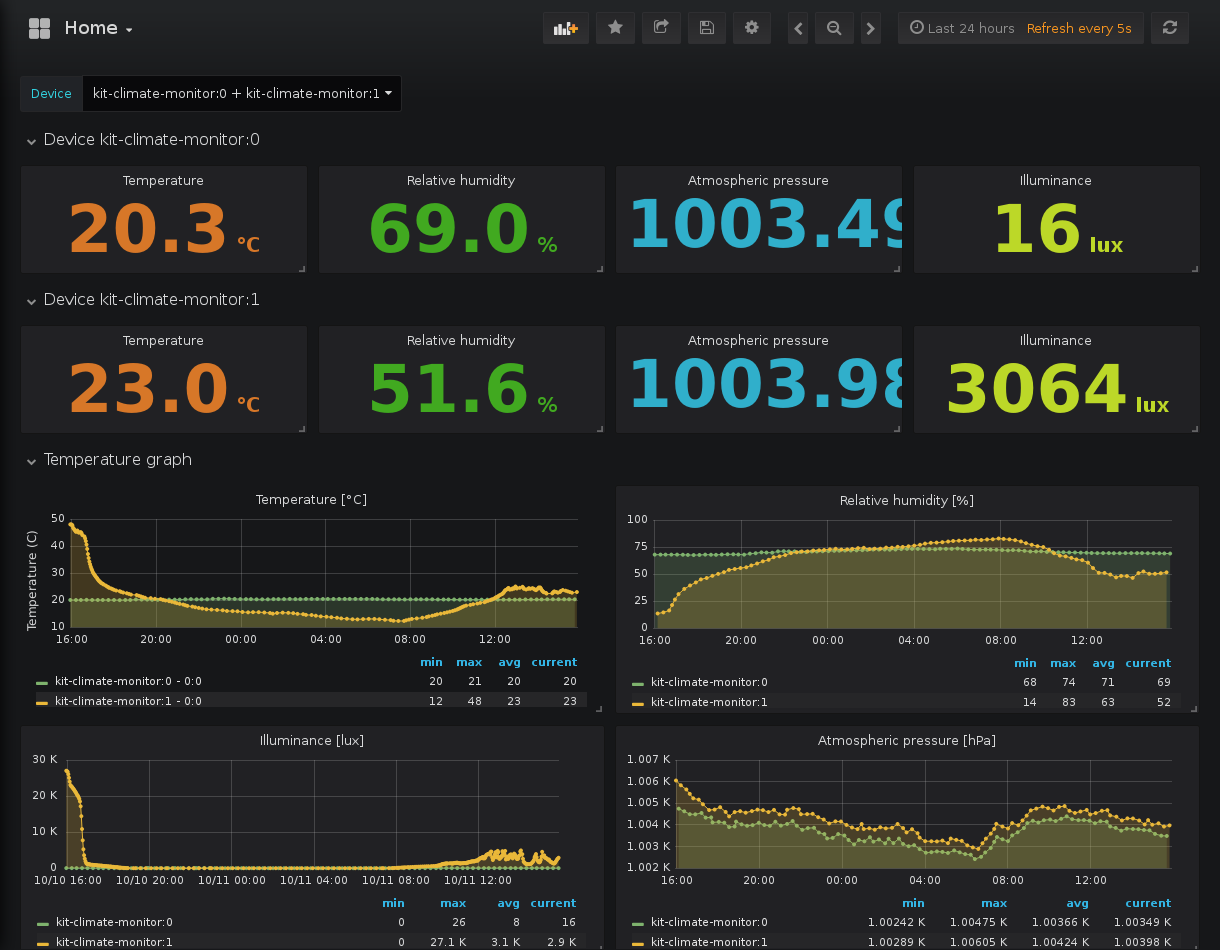 Home
Last 24 hours Refresh every 5s
Device kit-climate-monitor:0 + kit-climate-monitor:1
Device kit-climate-monitor:0
Temperature Relative humidity Atmospheric pressure Illuminance
20.3 °C 69.0 % 1003.49 16 lux
Device kit-climate-monitor:1
Temperature Relative humidity Atmospheric pressure Illuminance
23.0 °C 51.6 % 1003.98 3064 lux
Temperature graph
Temperature [°C]
Temperature (C)
50
40
30
20
10
16:00 20:00 00:00 04:00 08:00 12:00
min max avg current
kit-climate-monitor:0 - 0:0 20 21 20 20
kit-climate-monitor:1 - 0:0 12 48 23 23
Relative humidity [%]
100
75
50
25
0
16:00 20:00 00:00 04:00 08:00 12:00
min max avg current
kit-climate-monitor:0 68 74 71 69
kit-climate-monitor:1 14 83 63 52
Illuminance [lux]
30 K
20 K
10 K
0
10/10 16:00 10/10 20:00 10/11 00:00 10/11 04:00 10/11 08:00 10/11 12:00
min max avg current
kit-climate-monitor:0 0 26 8 16
kit-climate-monitor:1 0 27.1 K 3.1 K 2.9 K
Atmospheric pressure [hPa]
1.007 K
1.006 K
1.005 K
1.004 K
1.003 K
1.002 K
16:00 20:00 00:00 04:00 08:00 12:00
min max avg current
kit-climate-monitor:0 1.00242 K 1.00475 K 1.00366 K 1.00349 K
kit-climate-monitor:1 1.00289 K 1.00605 K 1.00424 K 1.00398 K